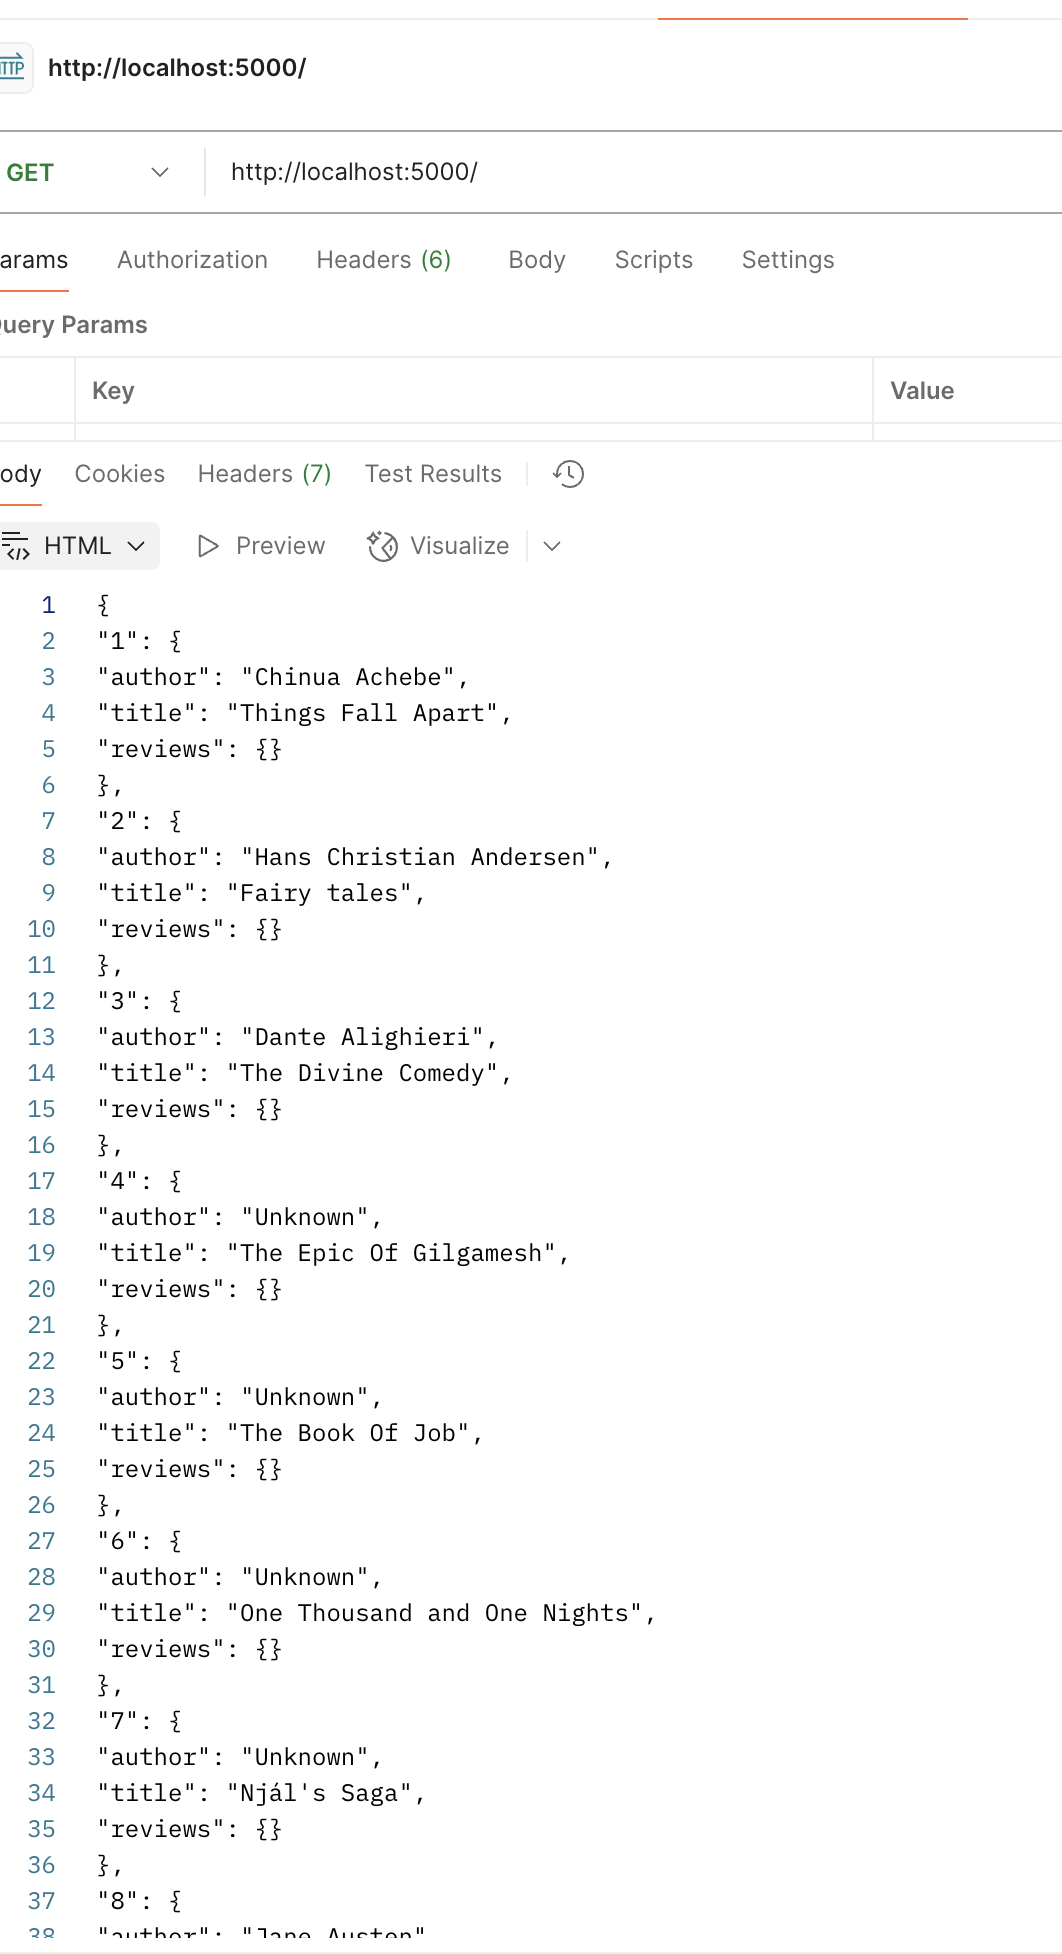 http://localhost:5000/
GET http://localhost:5000/
Authorization Headers (6) Body Scripts Settings
Params
Key Value
Cookies Headers (7) Test Results
HTML Preview Visualize
1 {
2 "1": {
3 "author": "Chinua Achebe",
4 "title": "Things Fall Apart",
5 "reviews": {}
6 },
7 "2": {
8 "author": "Hans Christian Andersen",
9 "title": "Fairy tales",
10 "reviews": {}
11 },
12 "3": {
13 "author": "Dante Alighieri",
14 "title": "The Divine Comedy",
15 "reviews": {}
16 },
17 "4": {
18 "author": "Unknown",
19 "title": "The Epic Of Gilgamesh",
20 "reviews": {}
21 },
22 "5": {
23 "author": "Unknown",
24 "title": "The Book Of Job",
25 "reviews": {}
26 },
27 "6": {
28 "author": "Unknown",
29 "title": "One Thousand and One Nights",
30 "reviews": {}
31 },
32 "7": {
33 "author": "Unknown",
34 "title": "Njál's Saga",
35 "reviews": {}
36 },
37 "8": {
38 "author": "Jane Austen"